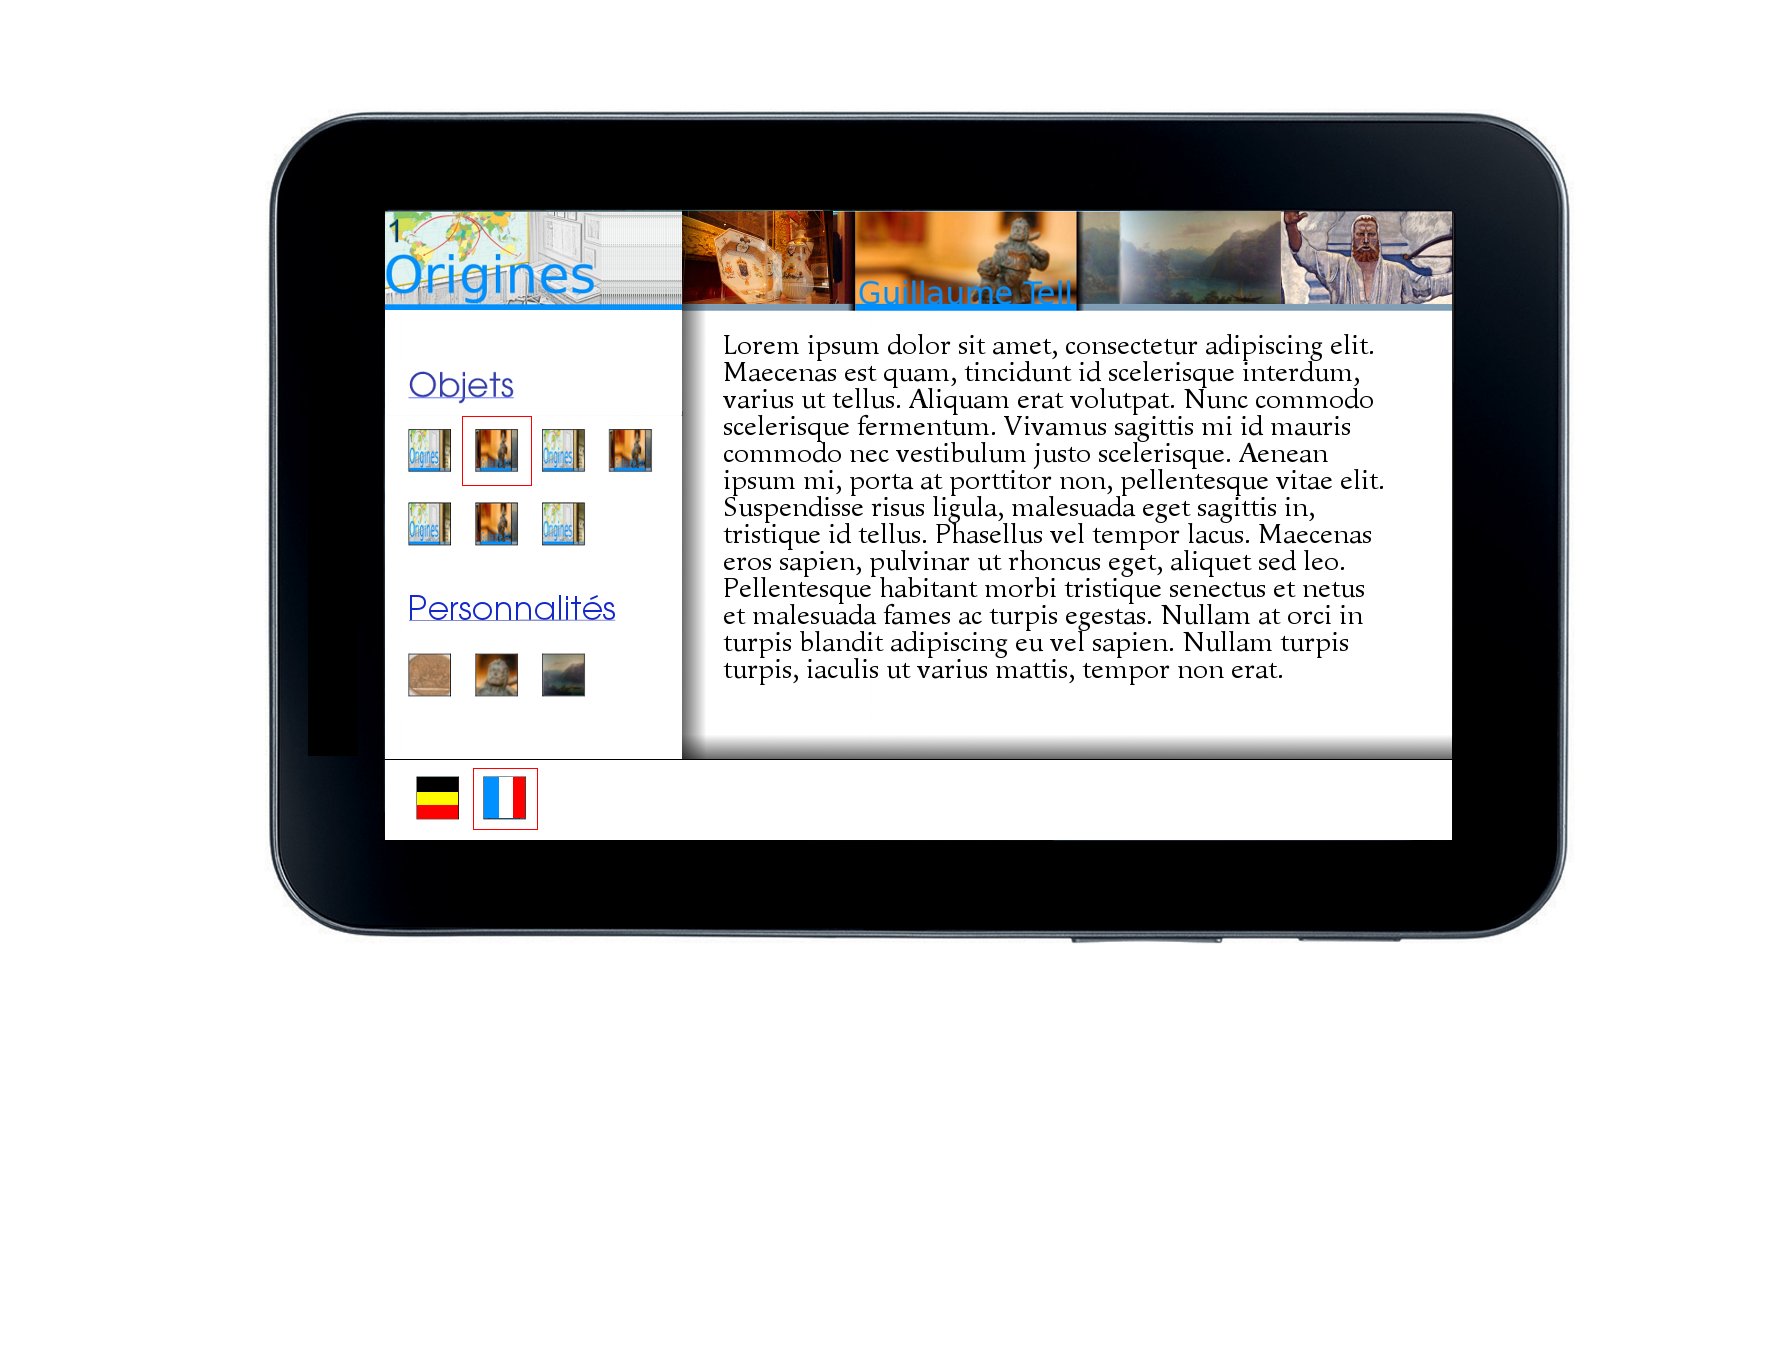 1
Origines
Guillaume Tell
Objets
Origines
Origines
Origines
Origines
Personnalités
Lorem ipsum dolor sit amet, consectetur adipiscing elit.
Maecenas est quam, tincidunt id scelerisque interdum,
varius ut tellus. Aliquam erat volutpat. Nunc commodo
scelerisque fermentum. Vivamus sagittis mi id mauris
commodo nec vestibulum justo scelerisque. Aenean
ipsum mi, porta at porttitor non, pellentesque vitae elit.
Suspendisse risus ligula, malesuada eget sagittis in,
tristique id tellus. Phasellus vel tempor lacus. Maecenas
eros sapien, pulvinar ut rhoncus eget, aliquet sed leo.
Pellentesque habitant morbi tristique senectus et netus
et malesuada fames ac turpis egestas. Nullam at orci in
turpis blandit adipiscing eu vel sapien. Nullam turpis
turpis, iaculis ut varius mattis, tempor non erat.